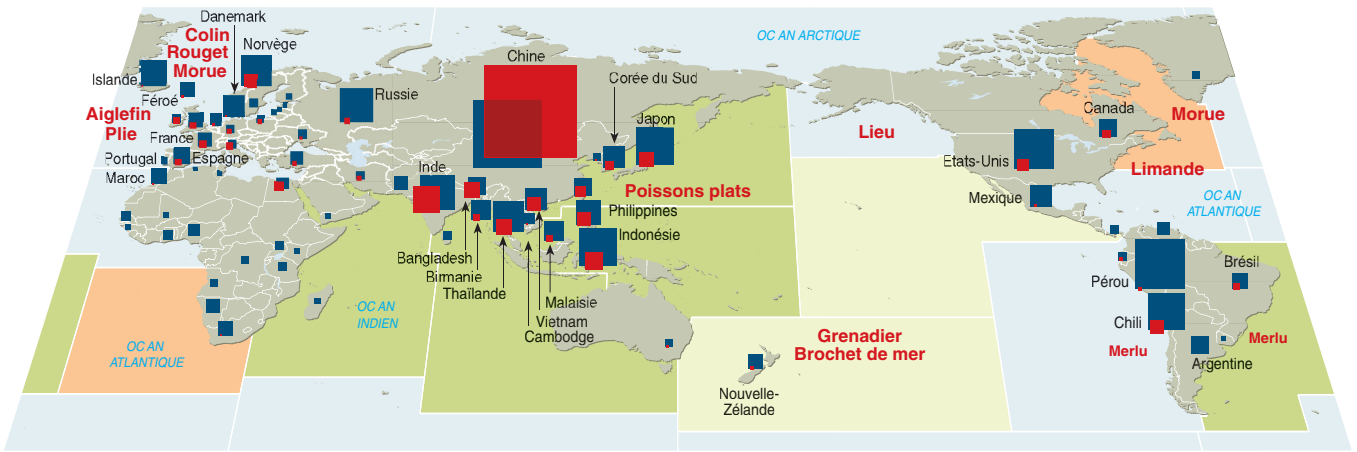 Danemark
Colin
Rouget
Morue
Norvège
Islande
Féroé
Aiglefin
Plie
France
Portugal
Espagne
Maroc
Russie
Chine
Corée du Sud
Japon
Inde
Poissons plats
Philippines
Indonésie
Bangladesh
Birmanie
Thaïlande
Malaisie
Vietnam
Cambodge
OC AN ARCTIQUE
Lieu
Canada
Morue
Limande
Etats-Unis
Mexique
OC AN
ATLANTIQUE
Pérou
Brésil
Chili
Merlu
Merlu
Argentine
OC AN
INDIEN
OC AN
ATLANTIQUE
Grenadier
Brochet de mer
Nouvelle-
Zélande